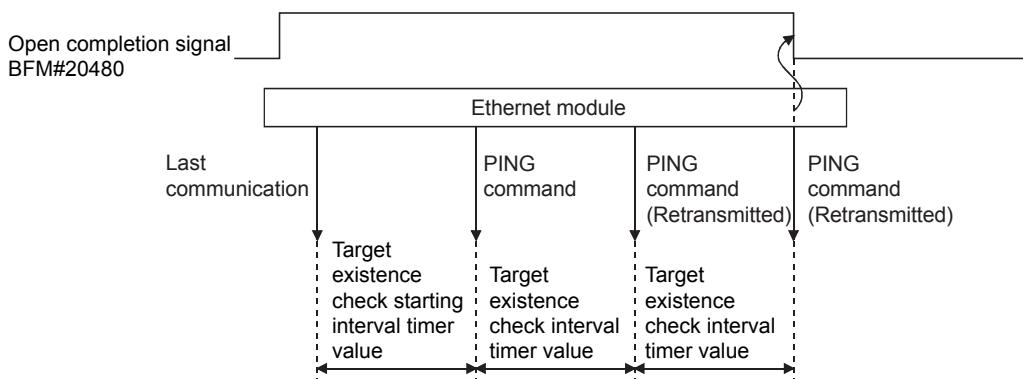 Open completion signal
BFM#20480
Ethernet module
Last
communication
PING
command
PING
command
(Retransmitted)
PING
command
(Retransmitted)
Target
existence
check starting
interval timer
value
Target
existence
check interval
timer value
Target
existence
check interval
timer value